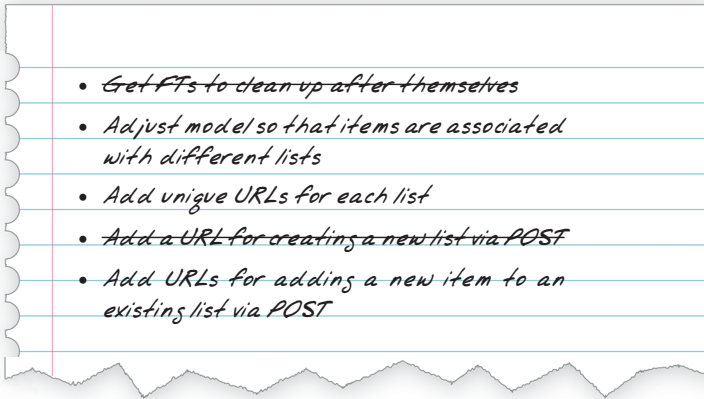 • Get FTs to clean up after themselves
• Adjust model so that items are associated
with different lists
• Add unique URLs for each list
• Add a URL for creating a new list via POST
• Add URLs for adding a new item to an
existing list via POST